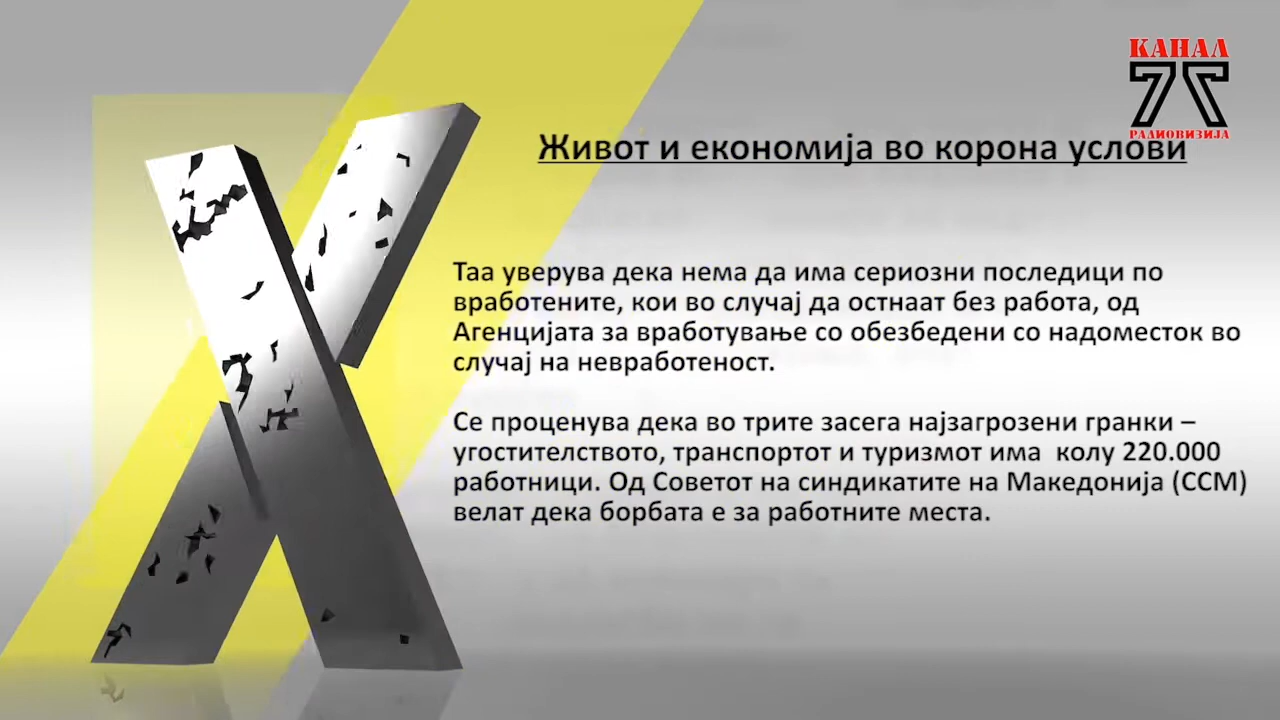 КАНАЛ
77
РАДИОВИЗИЈА
Живот и економија во корона услови
Таа уверува дека нема да има сериозни последици по
вработените, кои во случај да остнаат без работа, од
Агенцијата за вработување со обезбедени со надоместок во
случај на невработеност.
Се проценува дека во трите засега најзагрозени гранки –
угостителството, транспортот и туризмот има  колу 220.000
работници. Од Советот на синдикатите на Македонија (ССМ)
велат дека борбата е за работните места.